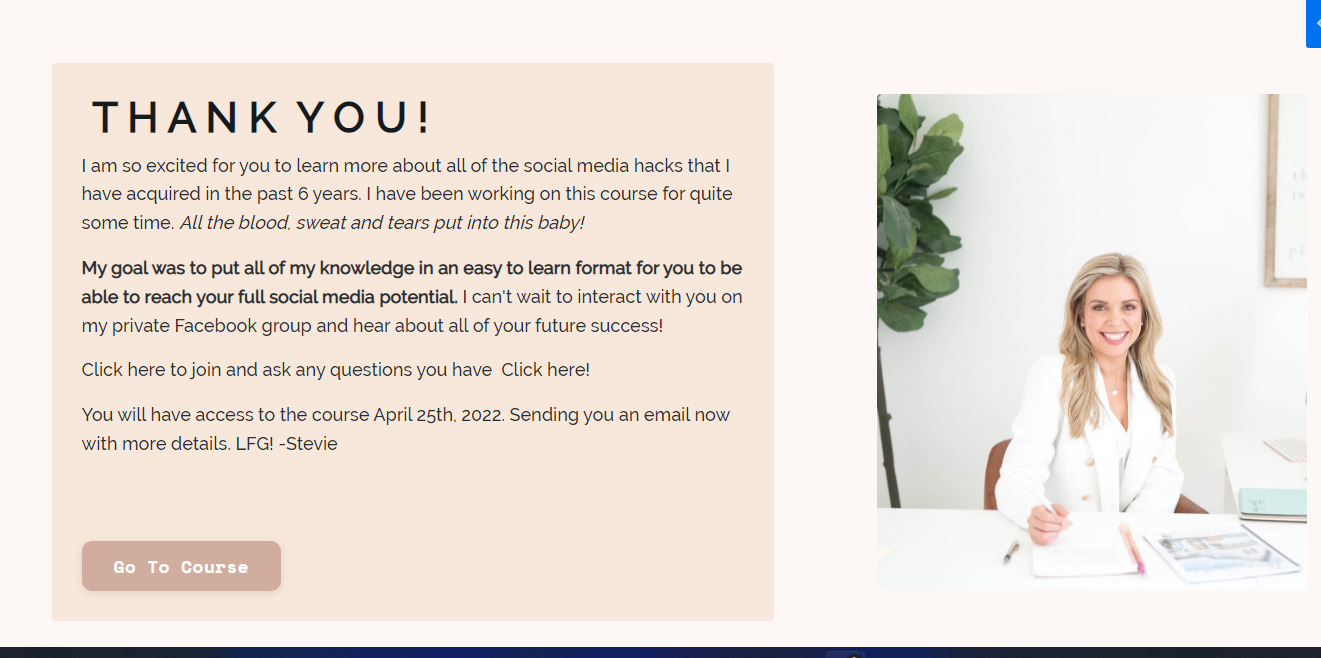 THANK YOU!
I am so excited for you to learn more about all of the social media hacks that I
have acquired in the past 6 years. I have been working on this course for quite
some time. All the blood, sweat and tears put into this baby!
My goal was to put all of my knowledge in an easy to learn format for you to be
able to reach your full social media potential. I can't wait to interact with you on
my private Facebook group and hear about all of your future success!
Click here to join and ask any questions you have  Click here!
You will have access to the course April 25th, 2022. Sending you an email now
with more details. LFG! -Stevie
Go To Course